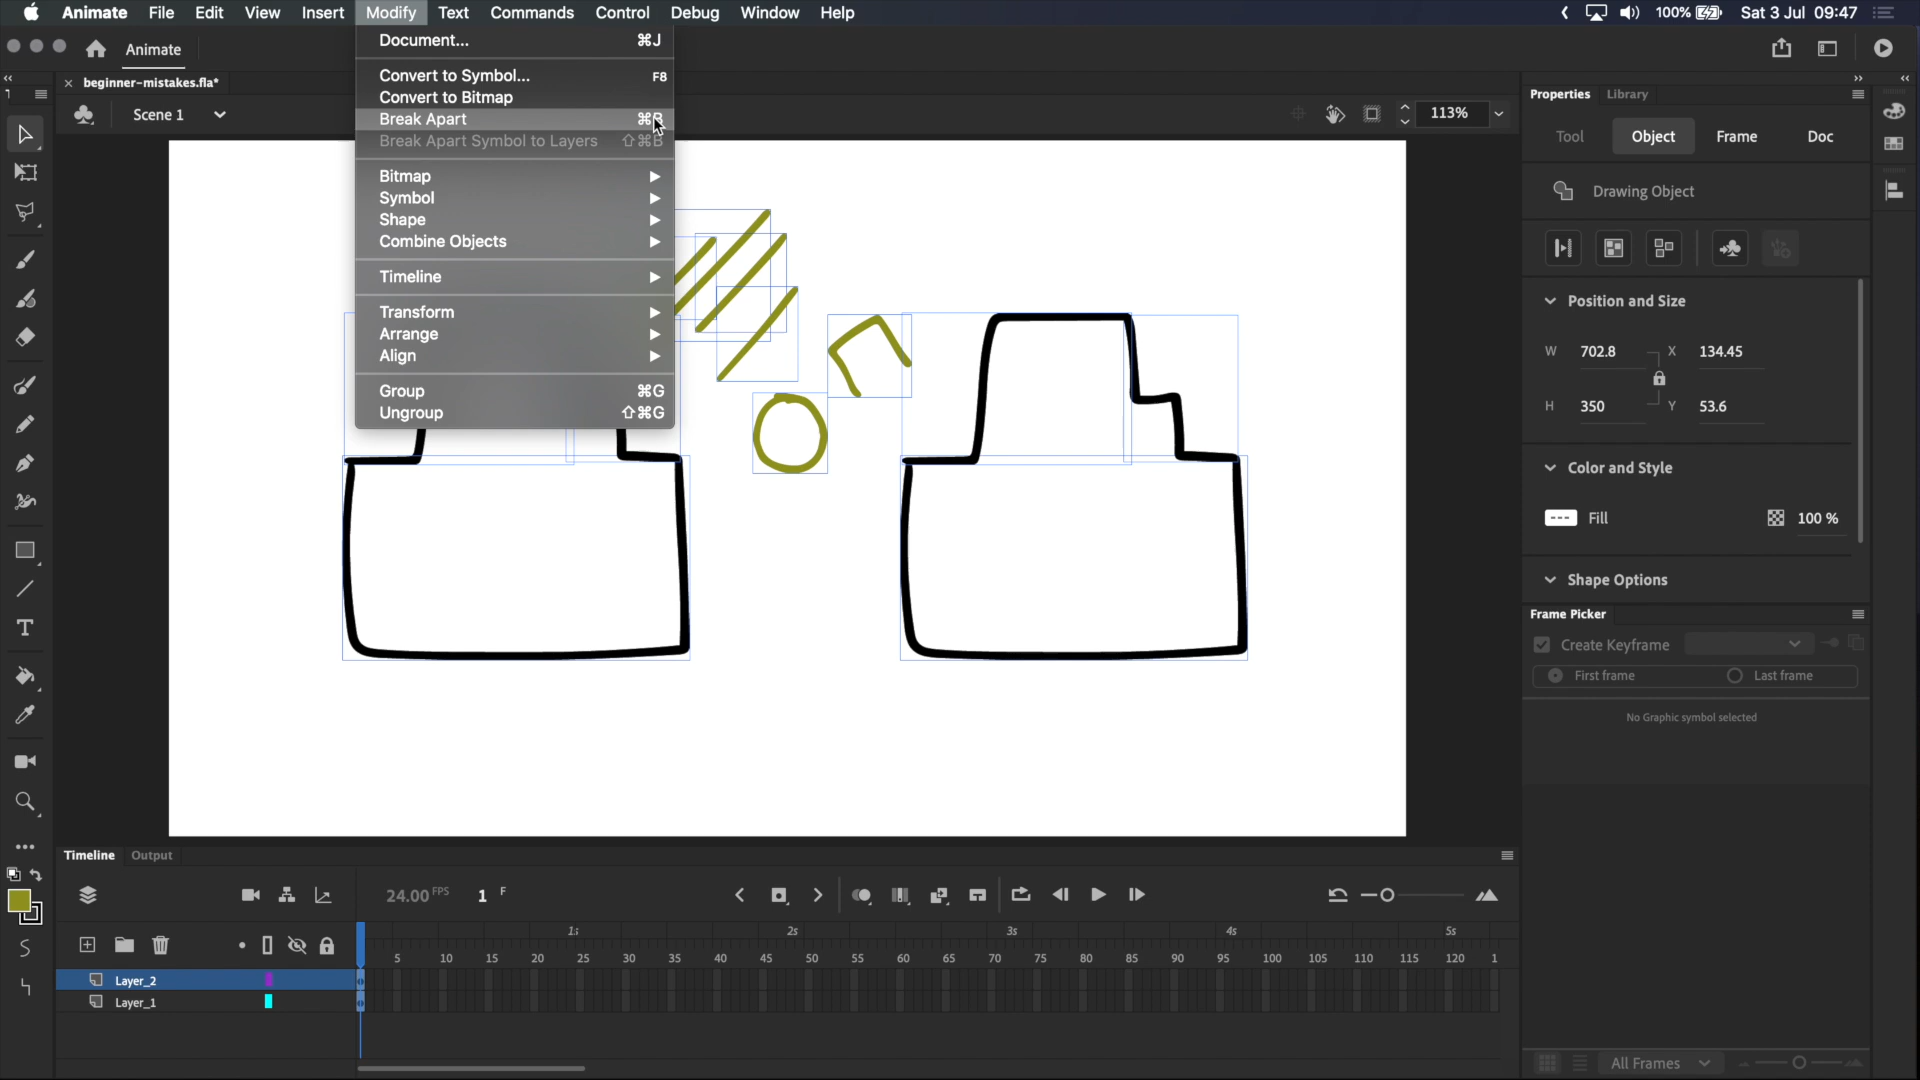 Animate File Edit View Insert Modify Text Commands Control Debug Window Help 100% Sat 3 Jul 09:47
Animate
beginner-mistakes.fla*
Scene 1
113%
Document... ⌘J
Convert to Symbol... F8
Convert to Bitmap
Break Apart
Break Apart Symbol to Layers ⇧⌘B
Bitmap
Symbol
Shape
Combine Objects
Timeline
Transform
Arrange
Align
Group ⌘G
Ungroup ⇧⌘G
Properties Library
Tool Object Frame Doc
Drawing Object
Position and Size
W 702.8 X 134.45
H 350 Y 53.6
Color and Style
Fill 100 %
Shape Options
Frame Picker
Create Keyframe
First frame Last frame
No Graphic symbol selected
All Frames
Timeline Output
24.00 FPS 1 F
2s 3s 4s 5s
5 10 15 20 25 30 35 40 45 50 55 60 65 70 75 80 85 90 95 100 105 110 115 120 1
Layer_2
Layer_1